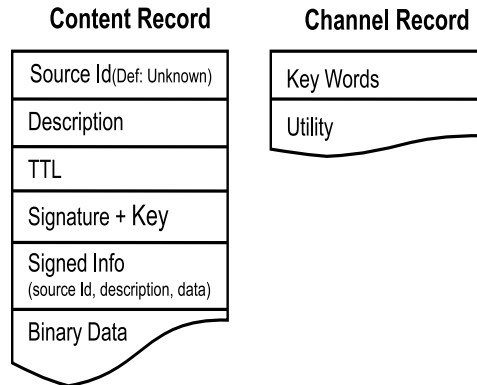 Content Record
Source Id(Def: Unknown)
Description
TTL
Signature + Key
Signed Info
(source Id, description, data)
Binary Data
Channel Record
Key Words
Utility